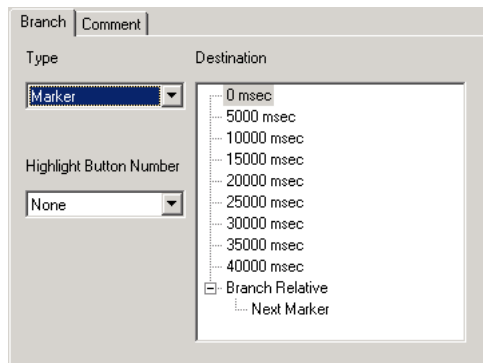 Branch Comment
Type
Marker
Highlight Button Number
None
Destination
0 msec
5000 msec
10000 msec
15000 msec
20000 msec
25000 msec
30000 msec
35000 msec
40000 msec
Branch Relative
Next Marker